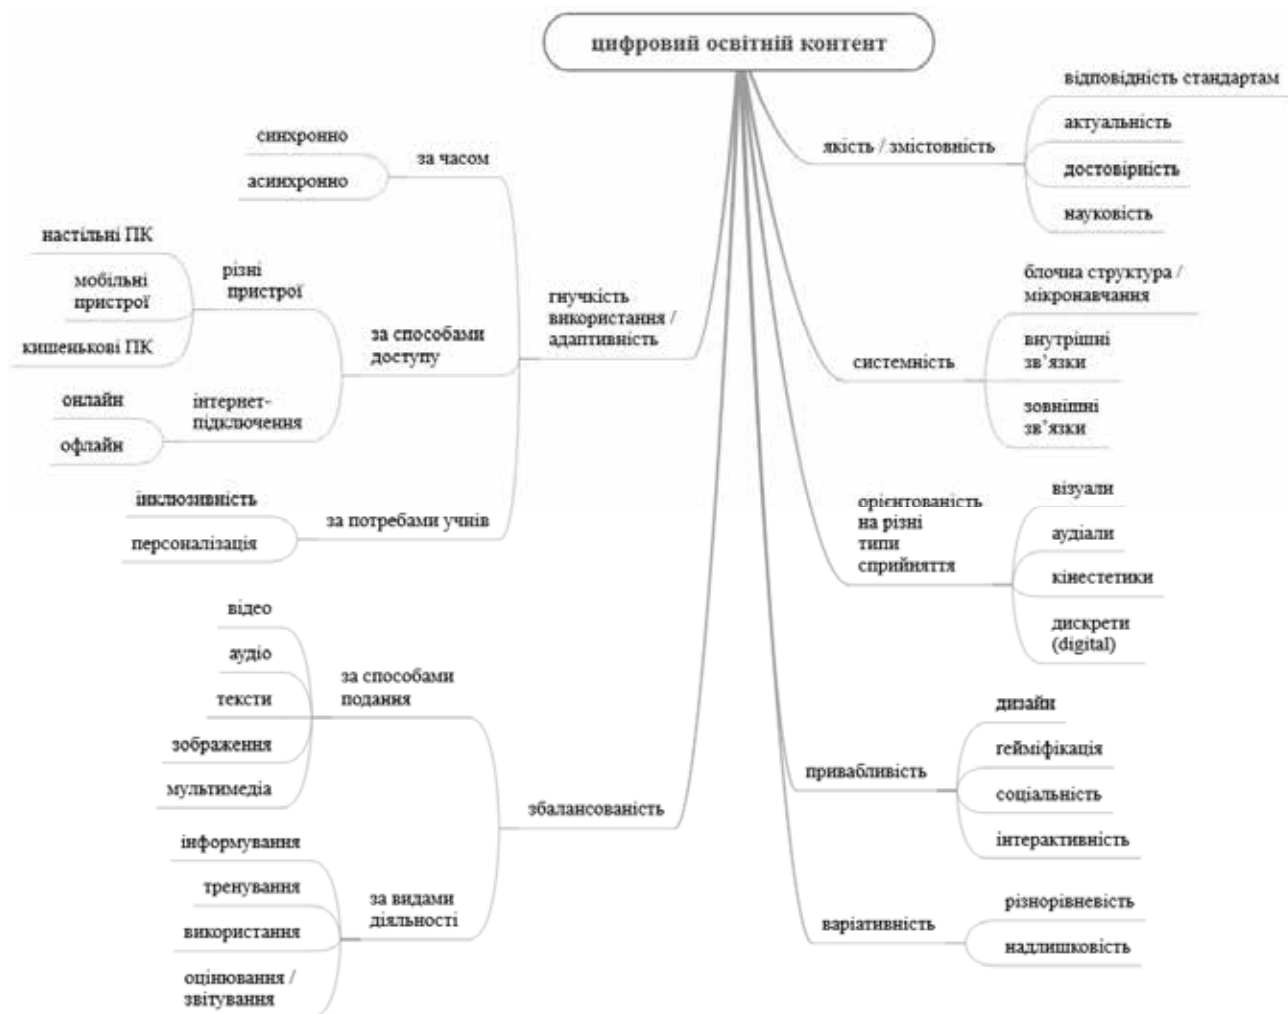 цифровий освітній контент
якість / змістовність
відповідність стандартам
актуальність
достовірність
науковість
системність
блочна структура /
мікронавчання
внутрішні
зв’язки
зовнішні
зв’язки
орієнтованість
на різні
типи
сприйняття
візуали
аудіали
кінестетики
дискрети
(digital)
привабливість
дизайн
гейміфікація
соціальність
інтерактивність
варіативність
різнорівневість
надлишковість
гнучкість
використання /
адаптивність
за часом
синхронно
асинхронно
за способами
доступу
різні
пристрої
настільні ПК
мобільні
пристрої
кишенькові ПК
інтернет-
підключення
онлайн
офлайн
за потребами учнів
інклюзивність
персоналізація
збалансованість
за способами
подання
відео
аудіо
тексти
зображення
мультимедіа
за видами
діяльності
інформування
тренування
використання
оцінювання /
звітування